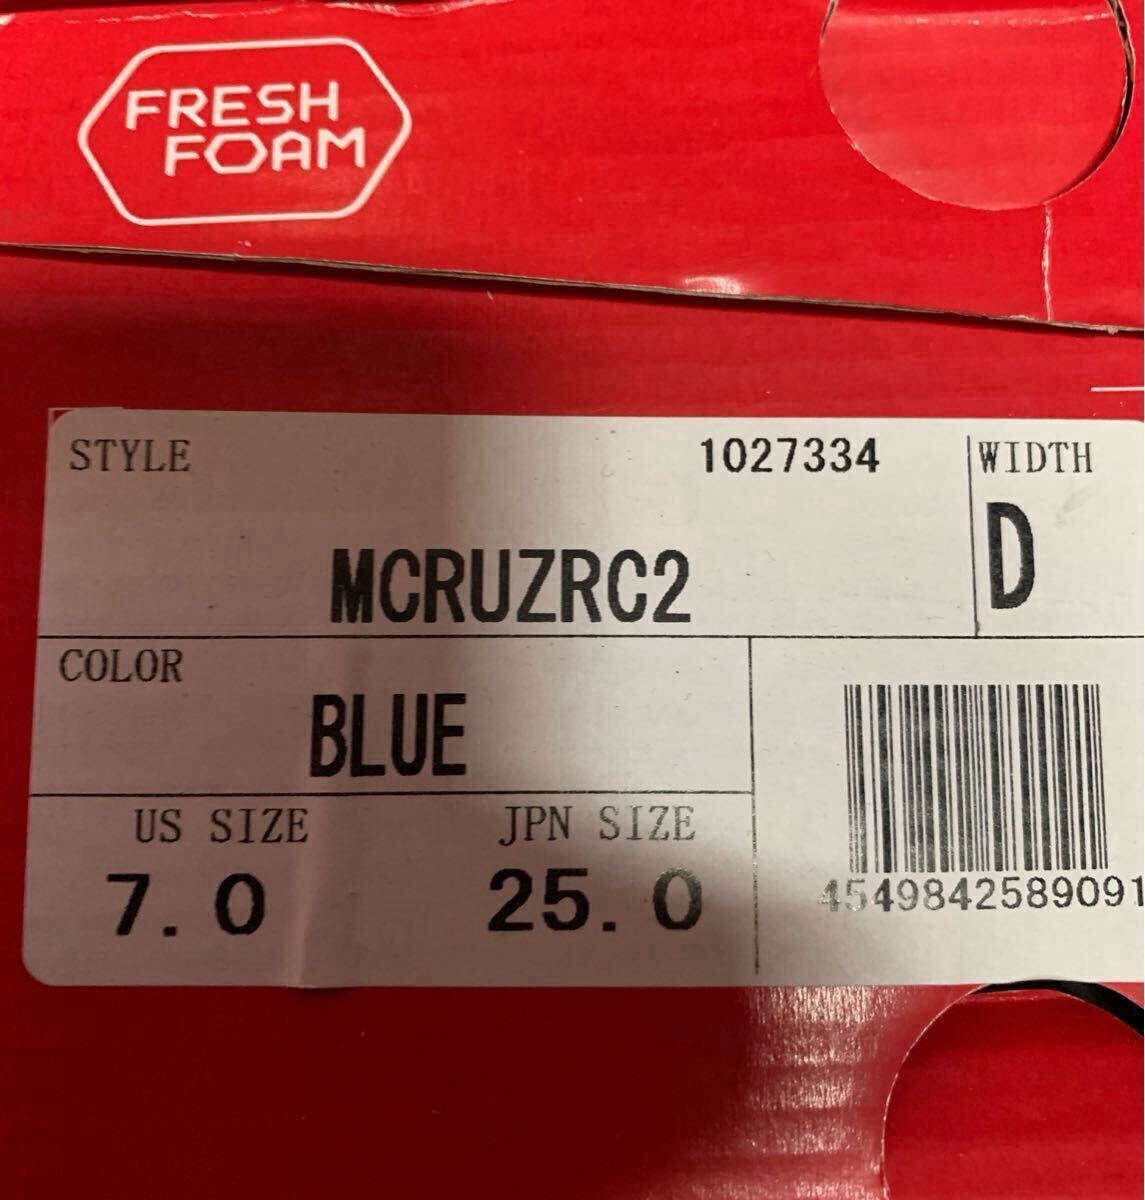 FRESH
FOAM
STYLE 1027334 WIDTH
MCRUZRC2 D
COLOR
BLUE
US SIZE JPN SIZE
7.0 25.0
4549842589091